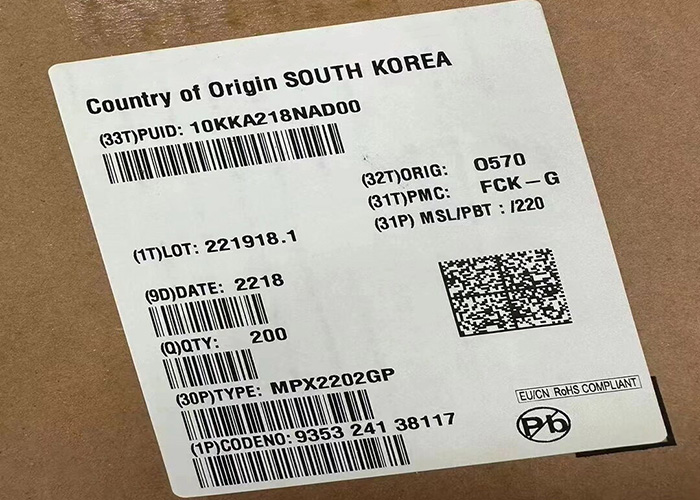 Country of Origin SOUTH KOREA
(33T)PUID: 10KKA218NAD00
(32T)ORIG: O570
(31T)PMC: FCK-G
(31P) MSL/PBT : /220
(1T)LOT: 221918.1
(9D)DATE: 2218
(Q)QTY: 200
(30P)TYPE: MPX2202GP
(1P)CODENO: 9353 241 38117
EU/CN RoHS COMPLIANT
Pb